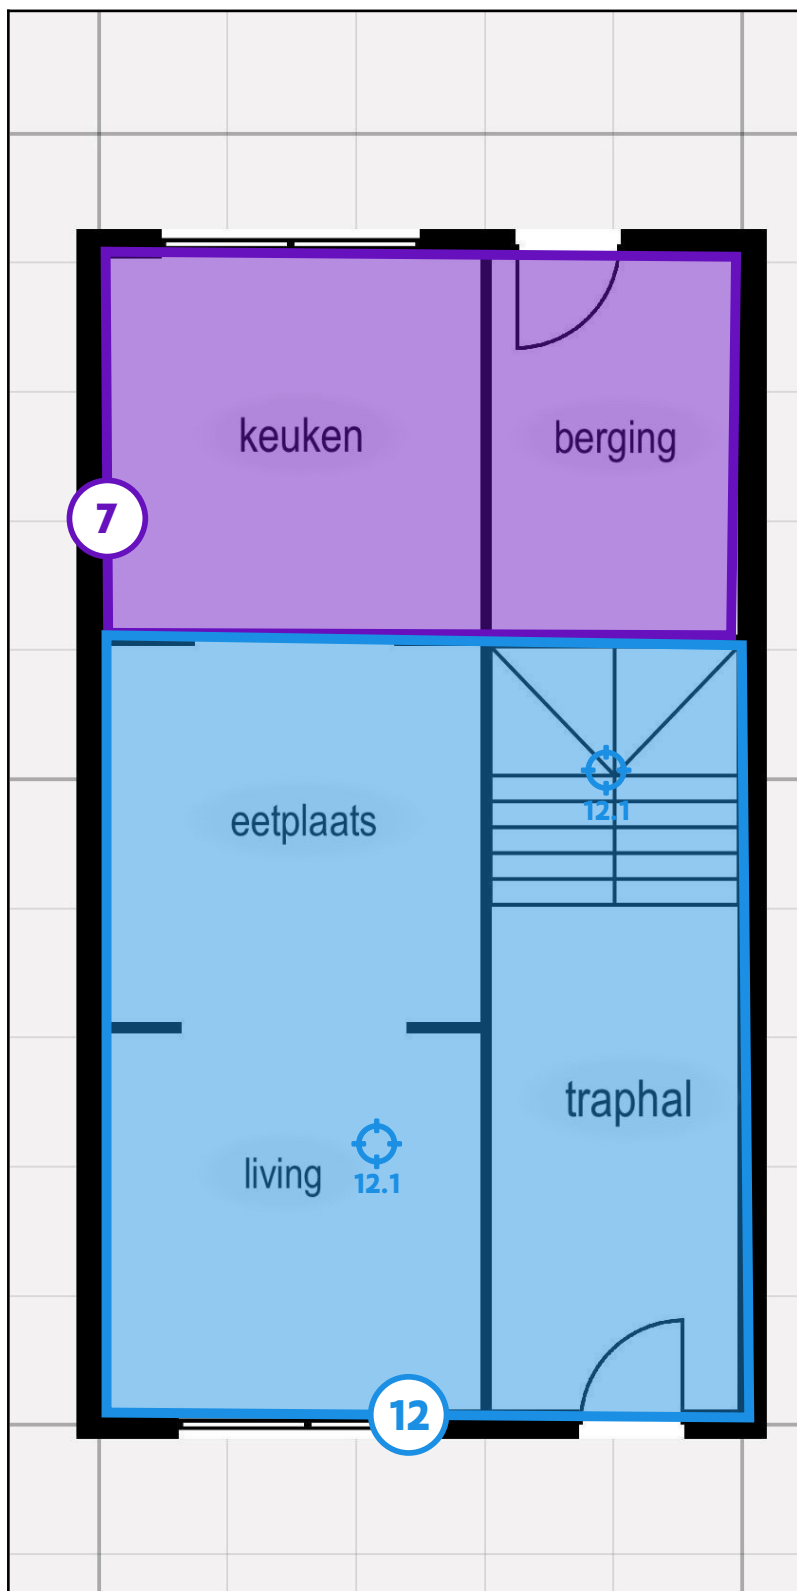 keuken
berging
7
12.1
eetplaats
traphal
living
12.1
12